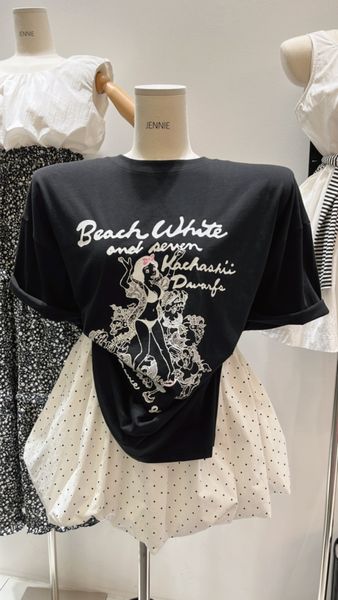 JENNIE
JENNIE
Beach White
and seven
Kachashii
Dwarfs